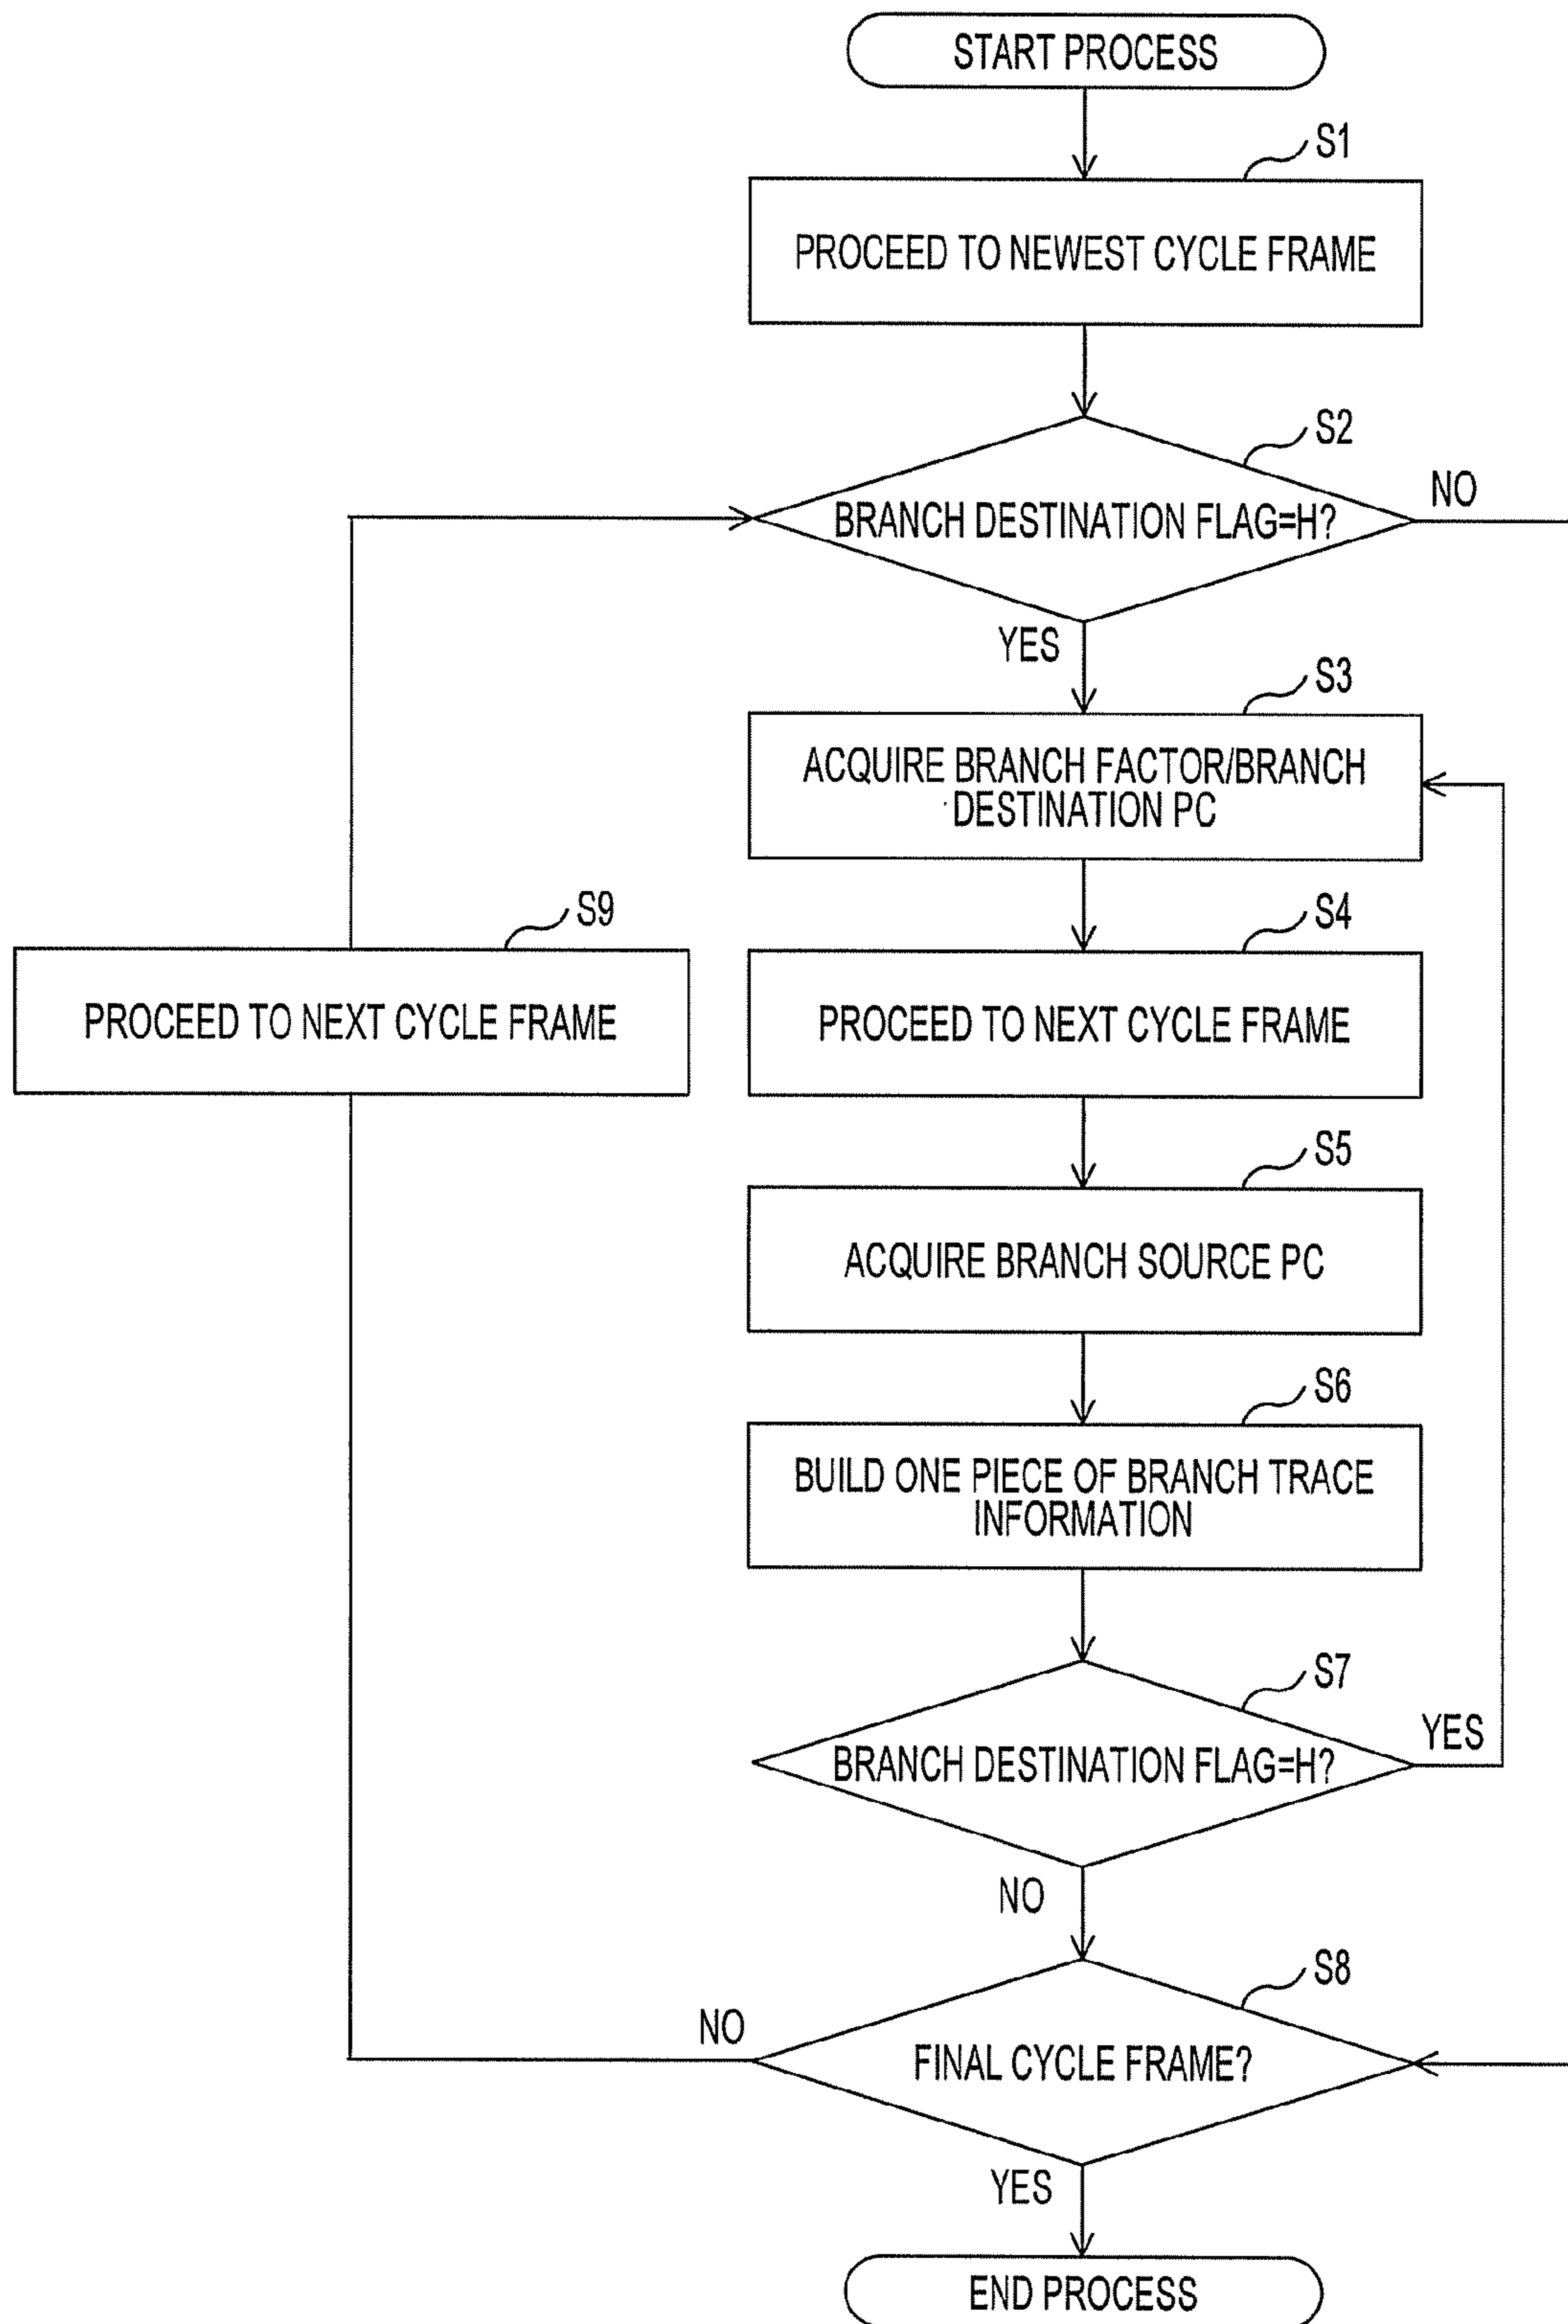 START PROCESS
S1
PROCEED TO NEWEST CYCLE FRAME
S2
BRANCH DESTINATION FLAG=H?
NO
YES
S3
ACQUIRE BRANCH FACTOR/BRANCH
DESTINATION PC
S9
PROCEED TO NEXT CYCLE FRAME
S4
PROCEED TO NEXT CYCLE FRAME
S5
ACQUIRE BRANCH SOURCE PC
S6
BUILD ONE PIECE OF BRANCH TRACE
INFORMATION
S7
BRANCH DESTINATION FLAG=H?
YES
NO
S8
FINAL CYCLE FRAME?
NO
YES
END PROCESS